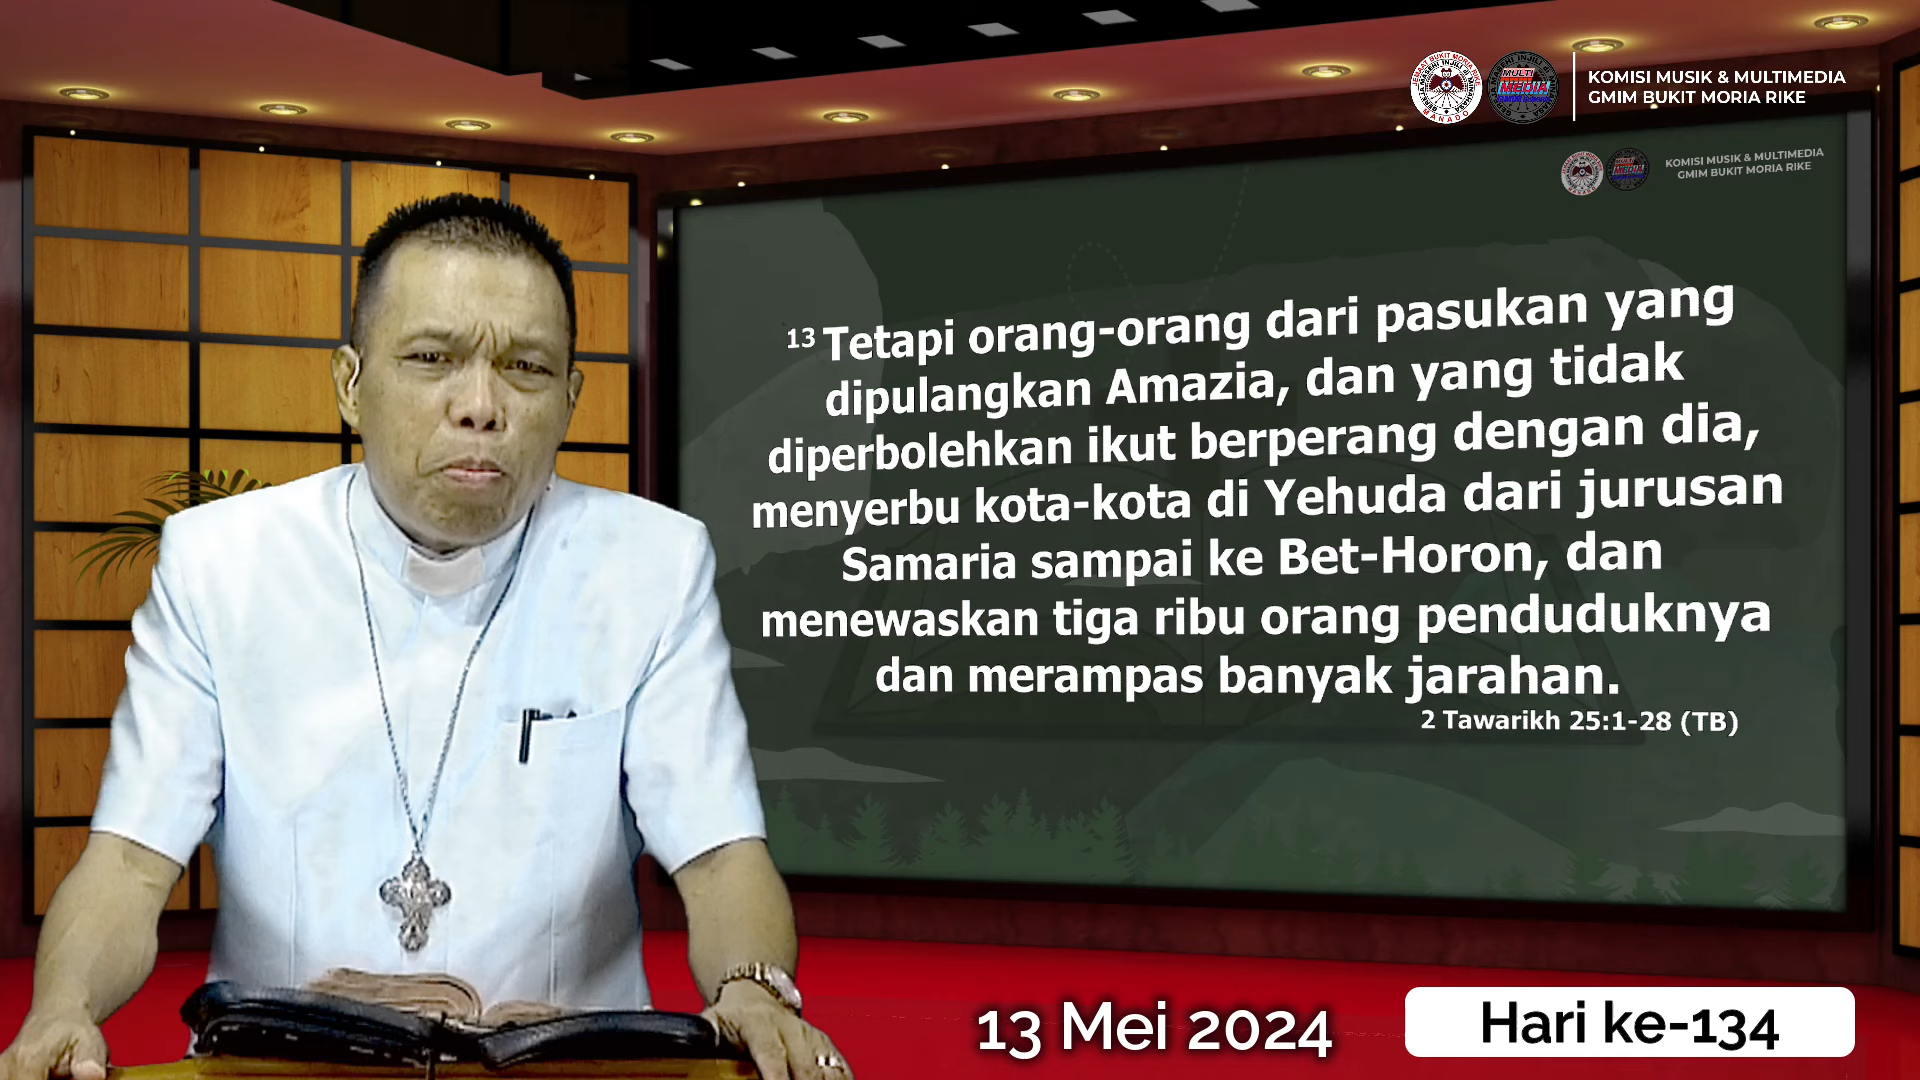 KOMISI MUSIK & MULTIMEDIA
GMIM BUKIT MORIA RIKE
MULTI
MEDIA
MANADO
KOMISI MUSIK & MULTIMEDIA
GMIM BUKIT MORIA RIKE
13 Tetapi orang-orang dari pasukan yang
dipulangkan Amazia, dan yang tidak
diperbolehkan ikut berperang dengan dia,
menyerbu kota-kota di Yehuda dari jurusan
Samaria sampai ke Bet-Horon, dan
menewaskan tiga ribu orang penduduknya
dan merampas banyak jarahan.
2 Tawarikh 25:1-28 (TB)
13 Mei 2024
Hari ke-134